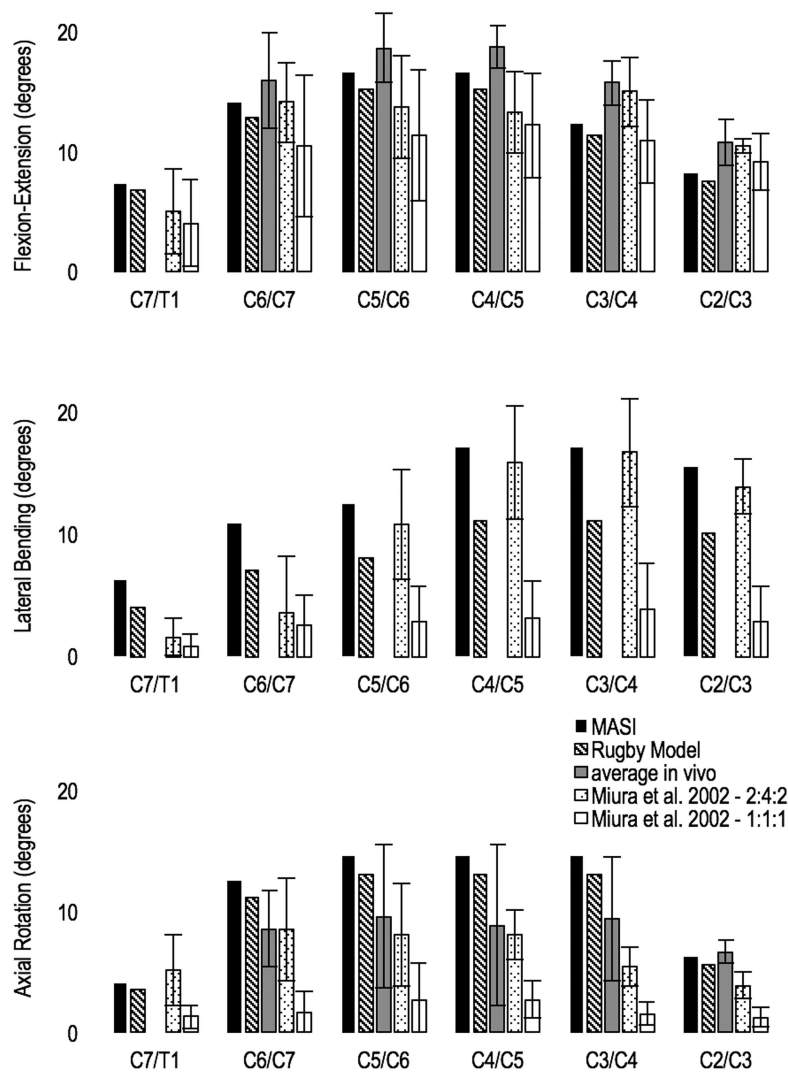 20
10
0
Flexion-Extension (degrees)
C7/T1 C6/C7 C5/C6 C4/C5 C3/C4 C2/C3
20
10
0
Lateral Bending (degrees)
C7/T1 C6/C7 C5/C6 C4/C5 C3/C4 C2/C3
MASI
Rugby Model
average in vivo
Miura et al. 2002 - 2:4:2
Miura et al. 2002 - 1:1:1
20
10
0
Axial Rotation (degrees)
C7/T1 C6/C7 C5/C6 C4/C5 C3/C4 C2/C3